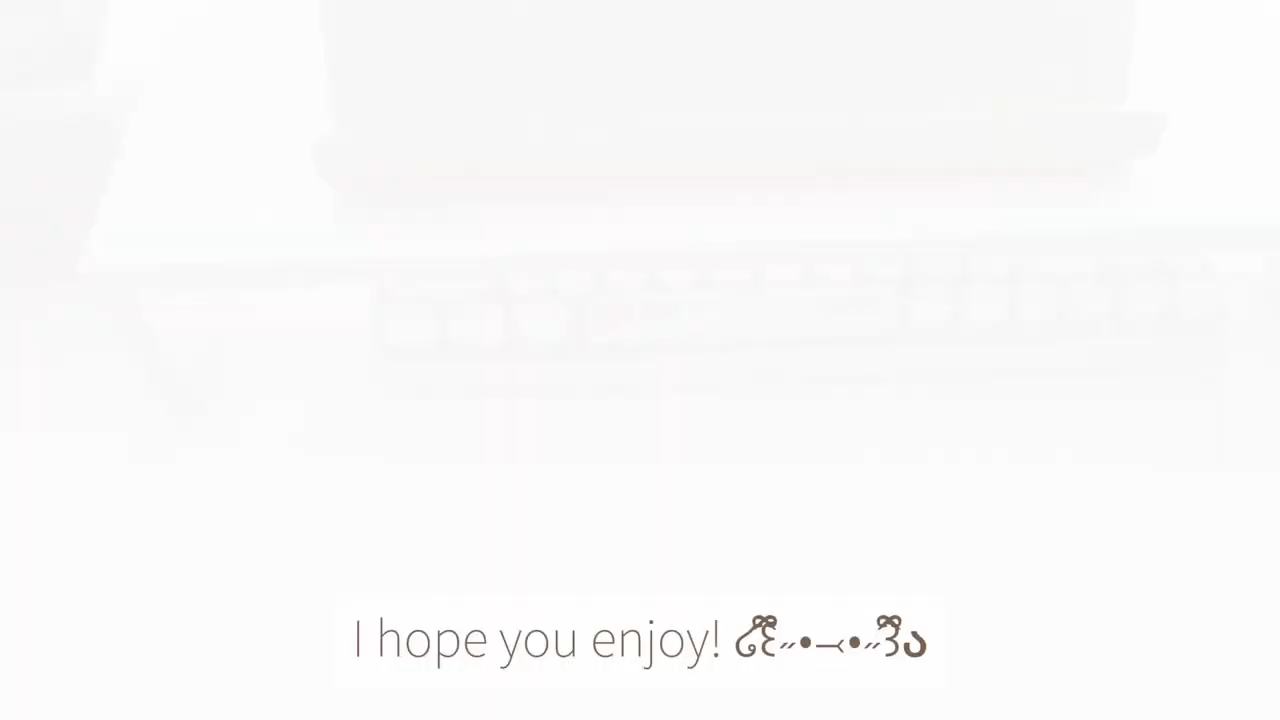 I hope you enjoy! ᘏ⑅˶•⤙•˶⑅ᘏ